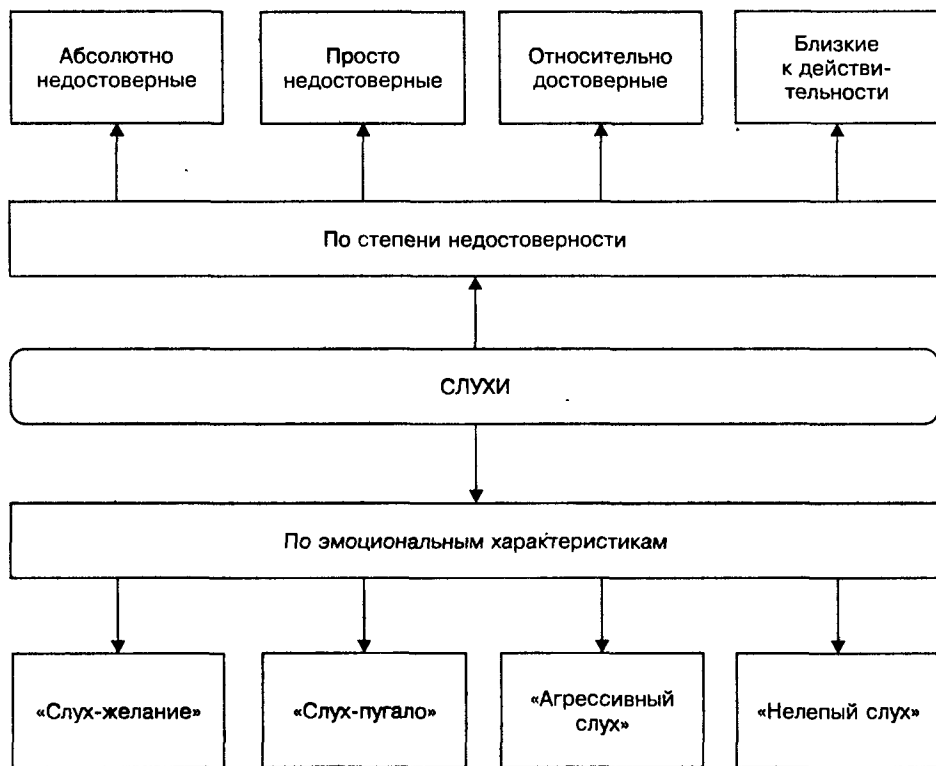 Абсолютно
недостоверные
Просто
недостоверные
Относительно
достоверные
Близкие
к действи-
тельности
По степени недостоверности
СЛУХИ
По эмоциональным характеристикам
«Слух-желание»
«Слух-пугало»
«Агрессивный
слух»
«Нелепый слух»